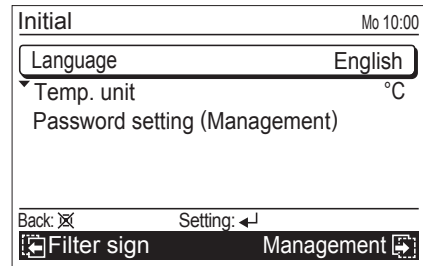 Initial Mo 10:00
Language English
Temp. unit °C
Password setting (Management)
Back: Setting:
Filter sign Management